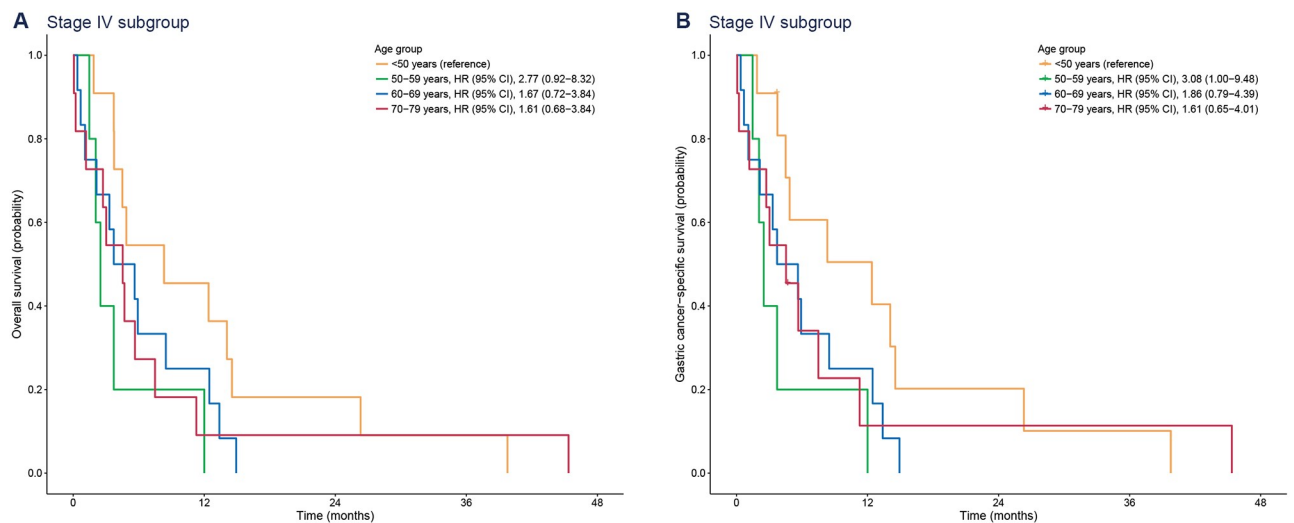 A Stage IV subgroup
Age group
<50 years (reference)
50−59 years, HR (95% CI), 2.77 (0.92−8.32)
60−69 years, HR (95% CI), 1.67 (0.72−3.84)
70−79 years, HR (95% CI), 1.61 (0.68−3.84)
Overall survival (probability)
1.0
0.8
0.6
0.4
0.2
0.0
0 12 24 36 48
Time (months)
B Stage IV subgroup
Age group
<50 years (reference)
50−59 years, HR (95% CI), 3.08 (1.00−9.48)
60−69 years, HR (95% CI), 1.86 (0.79−4.39)
70−79 years, HR (95% CI), 1.61 (0.65−4.01)
Gastric cancer−specific survival (probability)
1.0
0.8
0.6
0.4
0.2
0.0
0 12 24 36 48
Time (months)